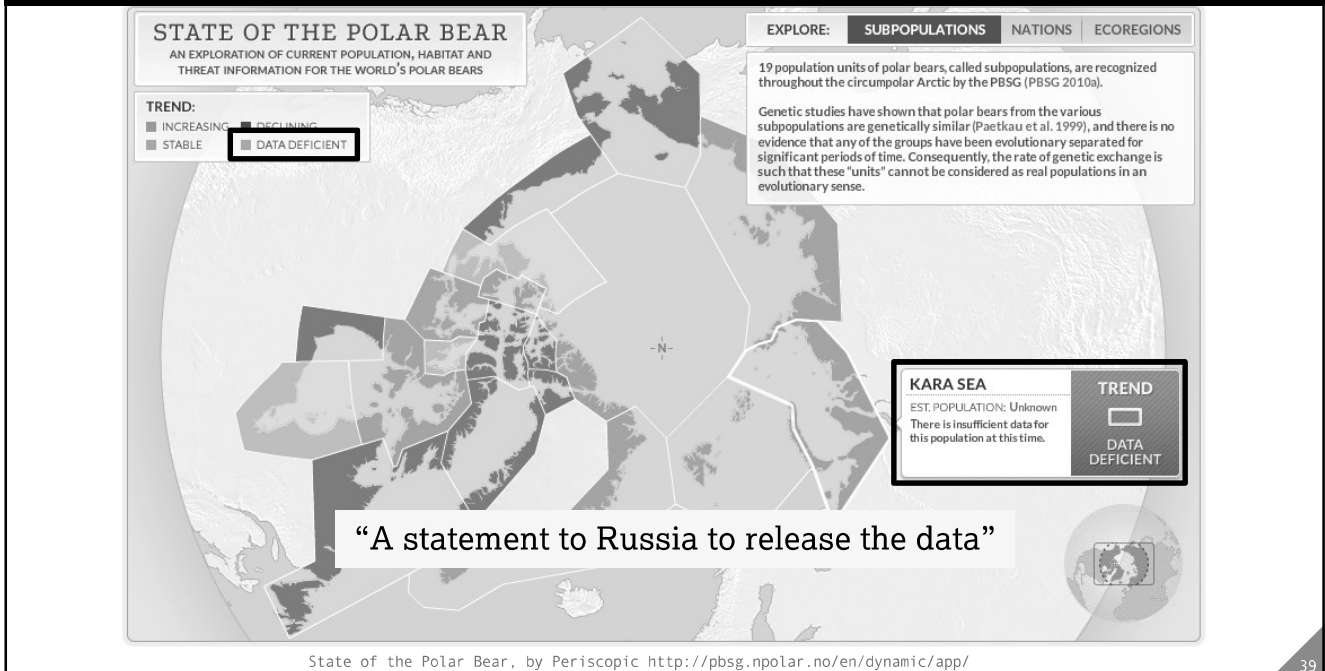 STATE OF THE POLAR BEAR
AN EXPLORATION OF CURRENT POPULATION, HABITAT AND
THREAT INFORMATION FOR THE WORLD'S POLAR BEARS
TREND:
INCREASING DECLINING
STABLE DATA DEFICIENT
EXPLORE: SUBPOPULATIONS NATIONS ECOREGIONS
19 population units of polar bears, called subpopulations, are recognized
throughout the circumpolar Arctic by the PBSG (PBSG 2010a).
Genetic studies have shown that polar bears from the various
subpopulations are genetically similar (Paetkau et al. 1999), and there is no
evidence that any of the groups have been evolutionary separated for
significant periods of time. Consequently, the rate of genetic exchange is
such that these "units" cannot be considered as real populations in an
evolutionary sense.
-N-
KARA SEA
EST. POPULATION: Unknown
There is insufficient data for
this population at this time.
TREND
DATA
DEFICIENT
“A statement to Russia to release the data”
State of the Polar Bear, by Periscopic http://pbsg.npolar.no/en/dynamic/app/
39